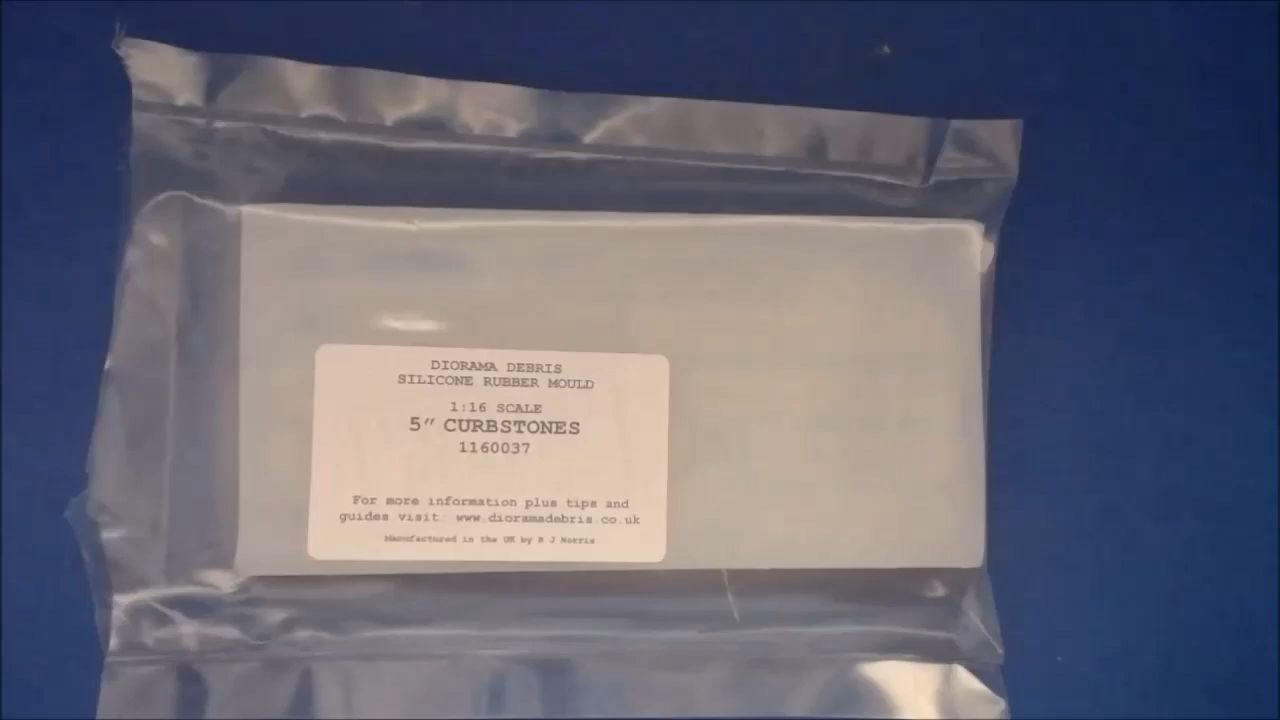 DIORAMA DEBRIS
SILICONE RUBBER MOULD
1:16 SCALE
5" CURBSTONES
1160037
For more information plus tips and
guides visit: www.dioramadebris.co.uk
Manufactured in the UK by R J Morris